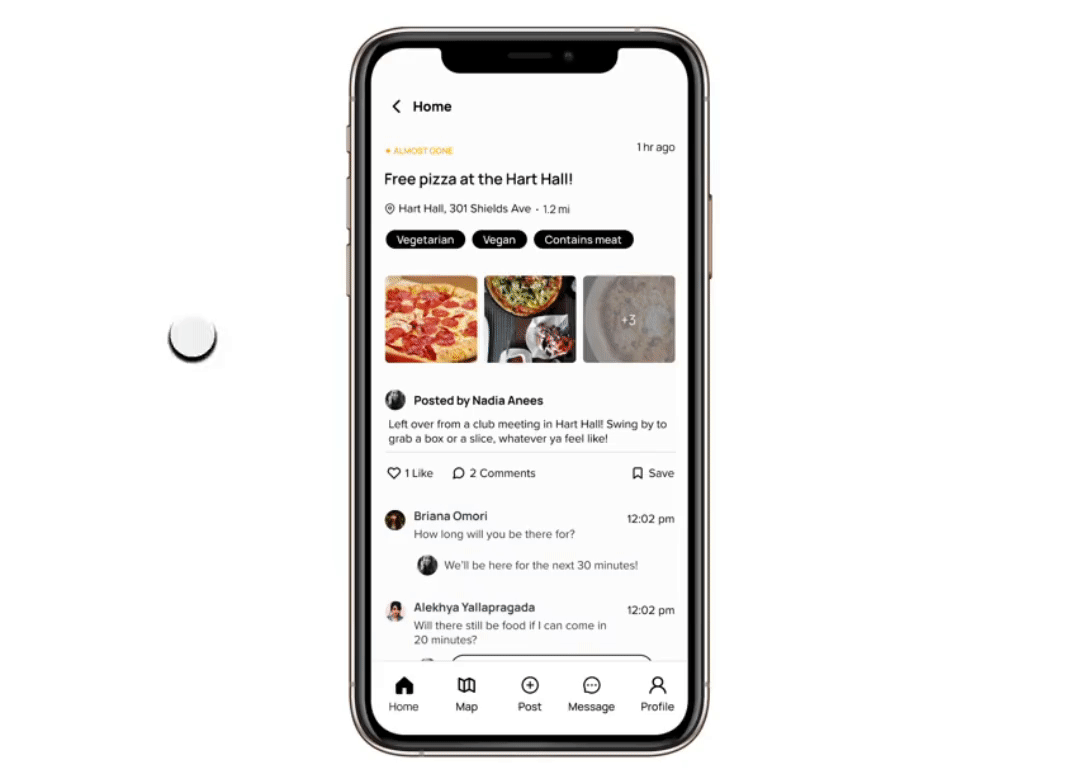 Home
ALMOST GONE
1 hr ago
Free pizza at the Hart Hall!
Hart Hall, 301 Shields Ave · 1.2 mi
Vegetarian Vegan Contains meat
+3
Posted by Nadia Anees
Left over from a club meeting in Hart Hall! Swing by to
grab a box or a slice, whatever ya feel like!
1 Like 2 Comments Save
Briana Omori 12:02 pm
How long will you be there for?
We'll be here for the next 30 minutes!
Alekhya Yallapragada 12:02 pm
Will there still be food if I can come in
20 minutes?
Home Map Post Message Profile